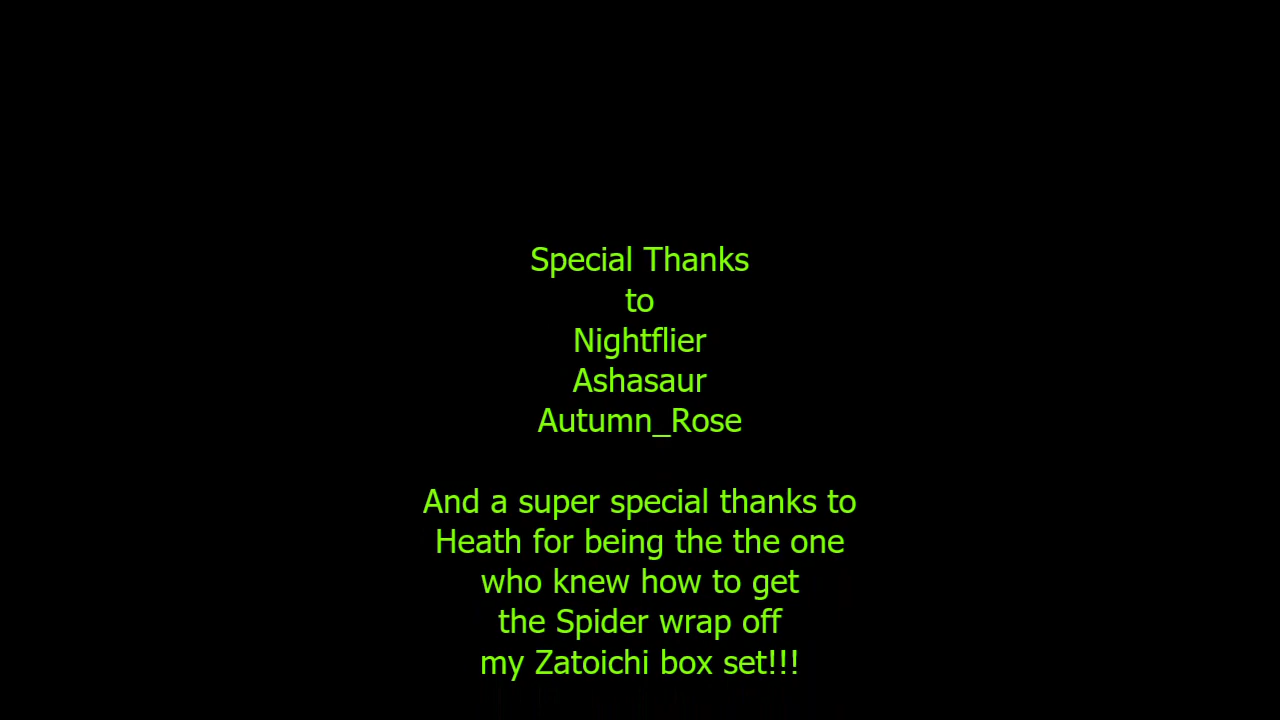 Special Thanks
to
Nightflier
Ashasaur
Autumn_Rose
And a super special thanks to
Heath for being the the one
who knew how to get
the Spider wrap off
my Zatoichi box set!!!